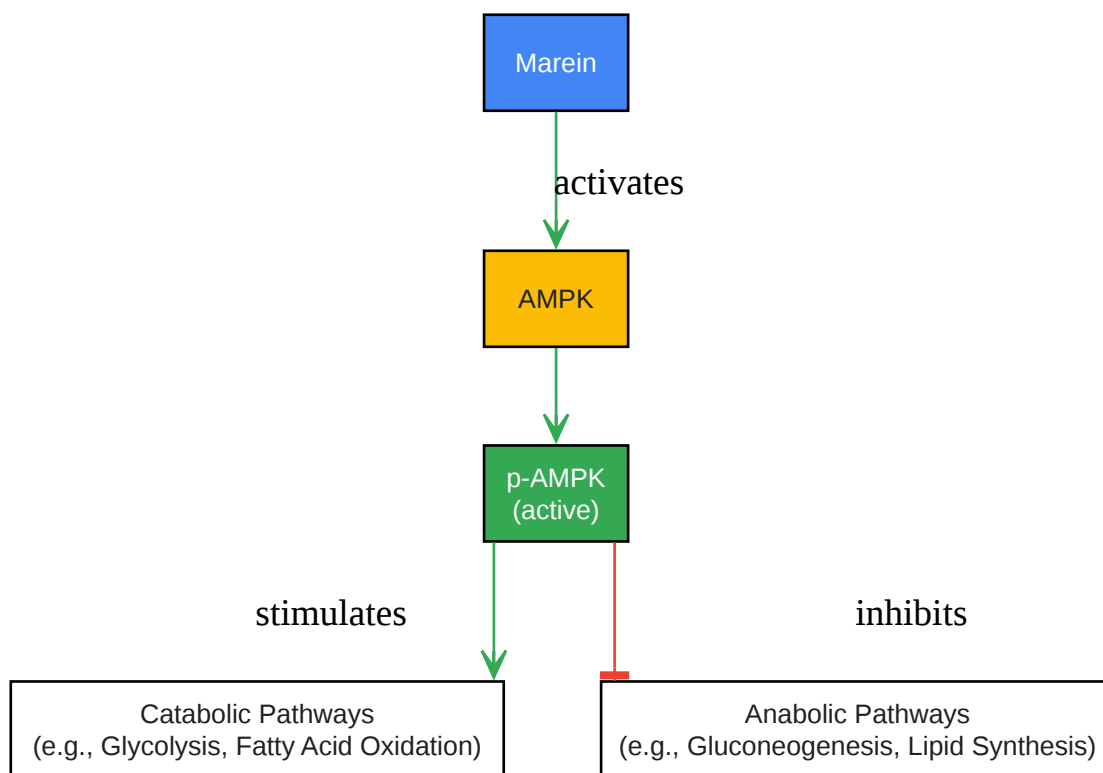 Marein
activates
AMPK
p-AMPK
(active)
stimulates
inhibits
Catabolic Pathways
(e.g., Glycolysis, Fatty Acid Oxidation)
Anabolic Pathways
(e.g., Gluconeogenesis, Lipid Synthesis)